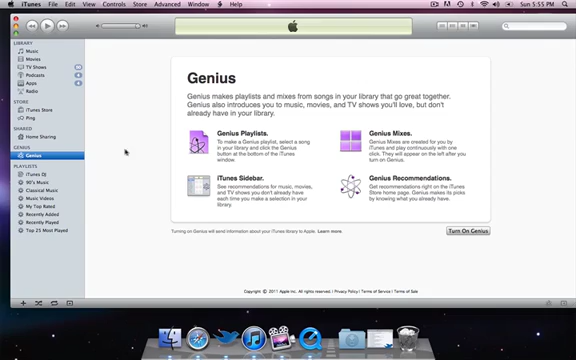 iTunes File Edit View Controls Store Advanced Window Help
Sun 5:55 PM
LIBRARY
Music
Movies
TV Shows
Podcasts
Apps
Radio
STORE
iTunes Store
Ping
SHARED
Home Sharing
GENIUS
Genius
PLAYLISTS
iTunes DJ
90's Music
Classical Music
Music Videos
My Top Rated
Recently Added
Recently Played
Top 25 Most Played
Genius
Genius makes playlists and mixes from songs in your library that go great together.
Genius also introduces you to music, movies, and TV shows you'll love, but don't
already have in your library.
Genius Playlists.
To make a Genius playlist, select a song
in your library and click the Genius
button at the bottom of the iTunes
window.
Genius Mixes.
Genius Mixes are created for you by
iTunes and play continuously with one
click. They will appear on the left after you
turn on Genius.
iTunes Sidebar.
See recommendations for music, movies,
and TV shows you don't already have
each time you make a selection in your
library.
Genius Recommendations.
Get recommendations right on the iTunes
Store home page. Genius makes its picks
by knowing what you already have.
Turning on Genius will send information about your iTunes library to Apple. Learn more.
Turn On Genius
Copyright © 2011 Apple Inc. All rights reserved. | Privacy Policy | Terms of Service | Terms of Sale